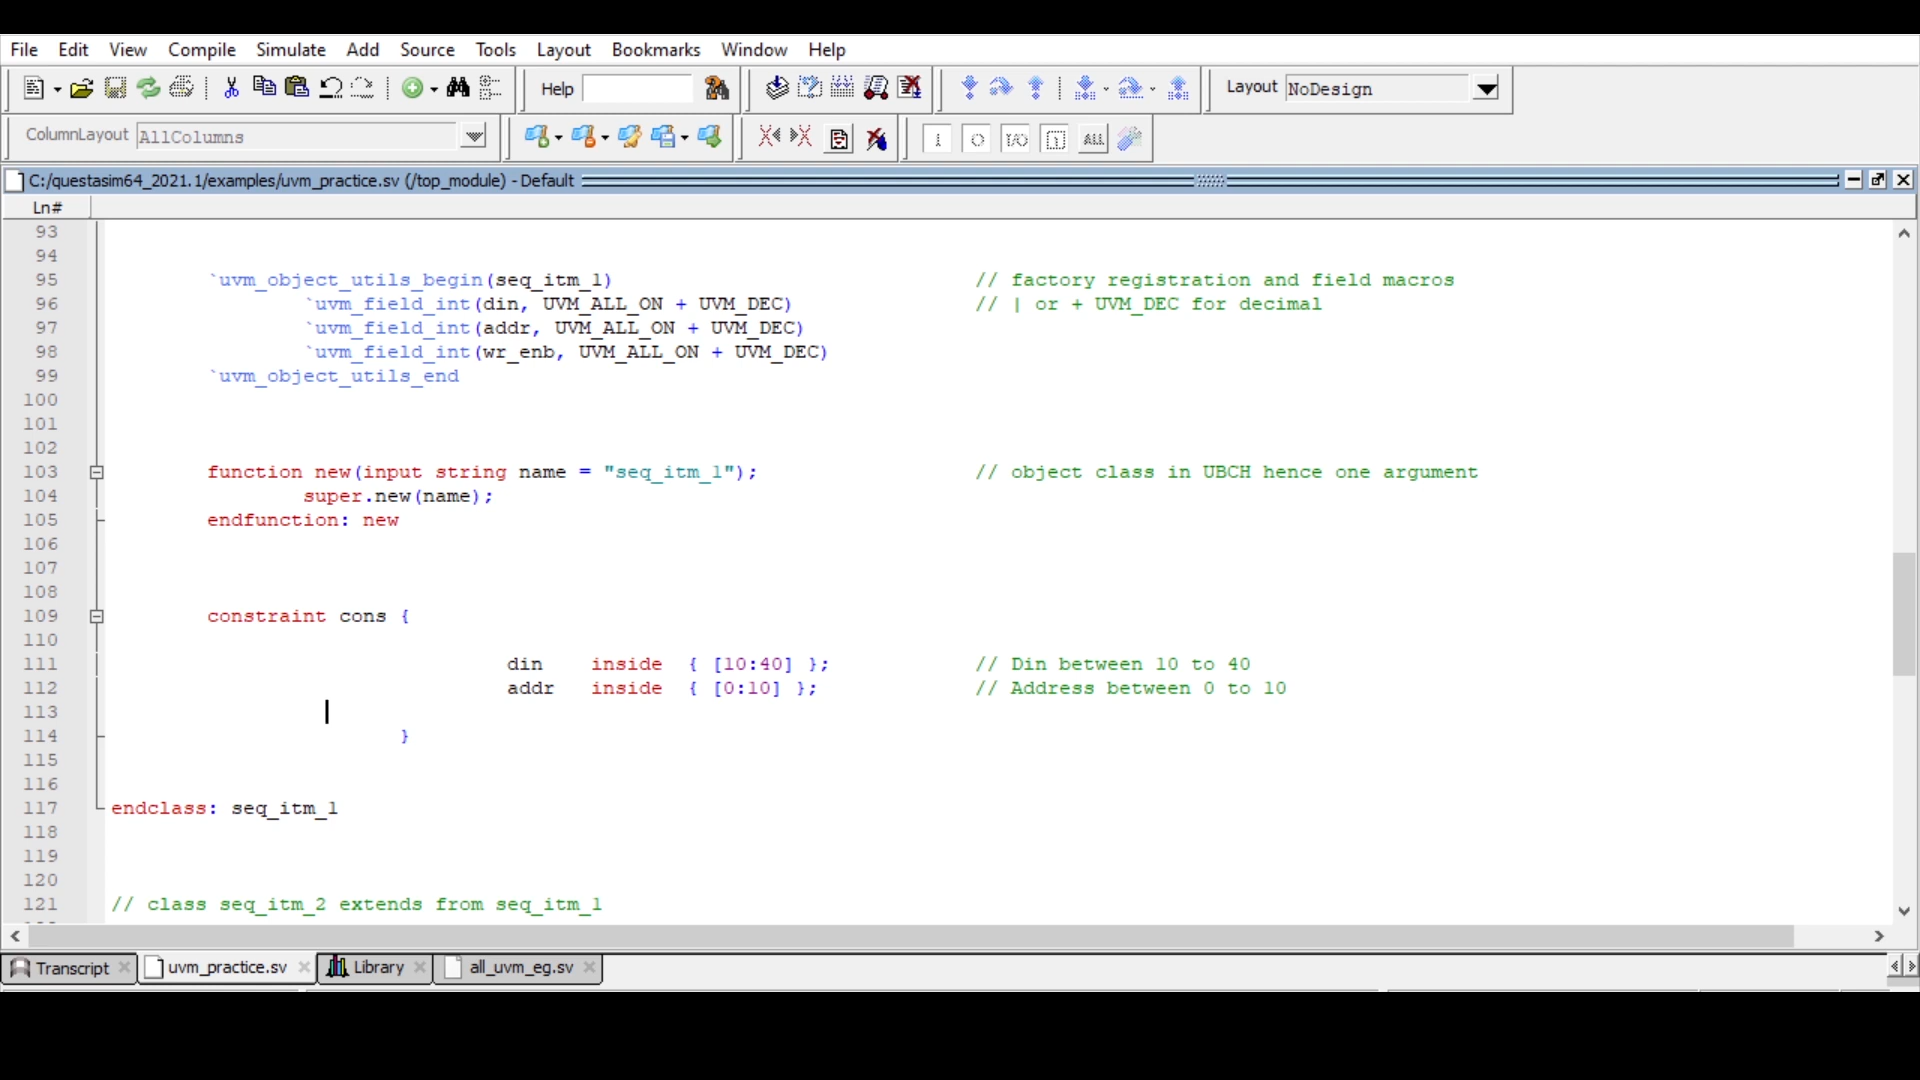 File Edit View Compile Simulate Add Source Tools Layout Bookmarks Window Help
Help Layout NoDesign
ColumnLayout AllColumns
C:/questasim64_2021.1/examples/uvm_practice.sv (/top_module) - Default
Ln#
93
94
95 `uvm_object_utils_begin(seq_itm_1) // factory registration and field macros
96 `uvm_field_int(din, UVM_ALL_ON + UVM_DEC) // | or + UVM_DEC for decimal
97 `uvm_field_int(addr, UVM_ALL_ON + UVM_DEC)
98 `uvm_field_int(wr_enb, UVM_ALL_ON + UVM_DEC)
99 `uvm_object_utils_end
100
101
102
103 function new(input string name = "seq_itm_1"); // object class in UBCH hence one argument
104 super.new(name);
105 endfunction: new
106
107
108
109 constraint cons {
110
111 din inside { [10:40] }; // Din between 10 to 40
112 addr inside { [0:10] }; // Address between 0 to 10
113
114 }
115
116
117 endclass: seq_itm_1
118
119
120
121 // class seq_itm_2 extends from seq_itm_1
Transcript uvm_practice.sv Library all_uvm_eg.sv